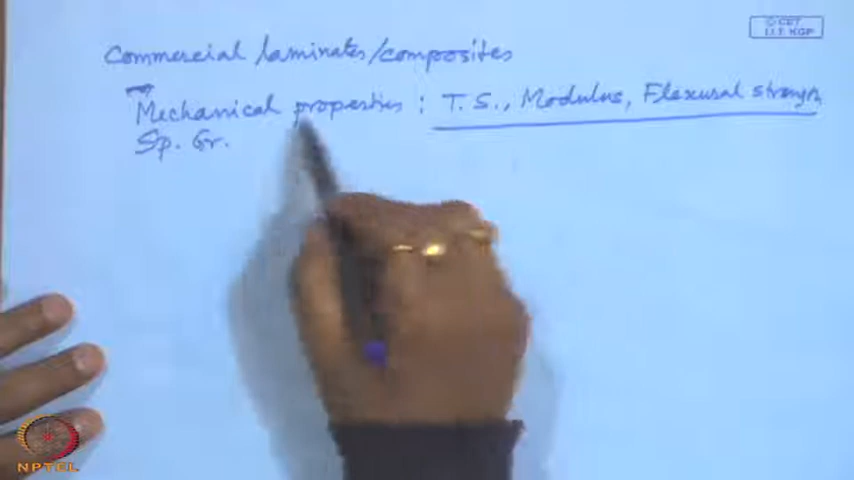 © CET
I.I.T. KGP
Commercial laminates/composites
Mechanical properties : T. S., Modulus, Flexural strength
Sp. Gr.
NPTEL